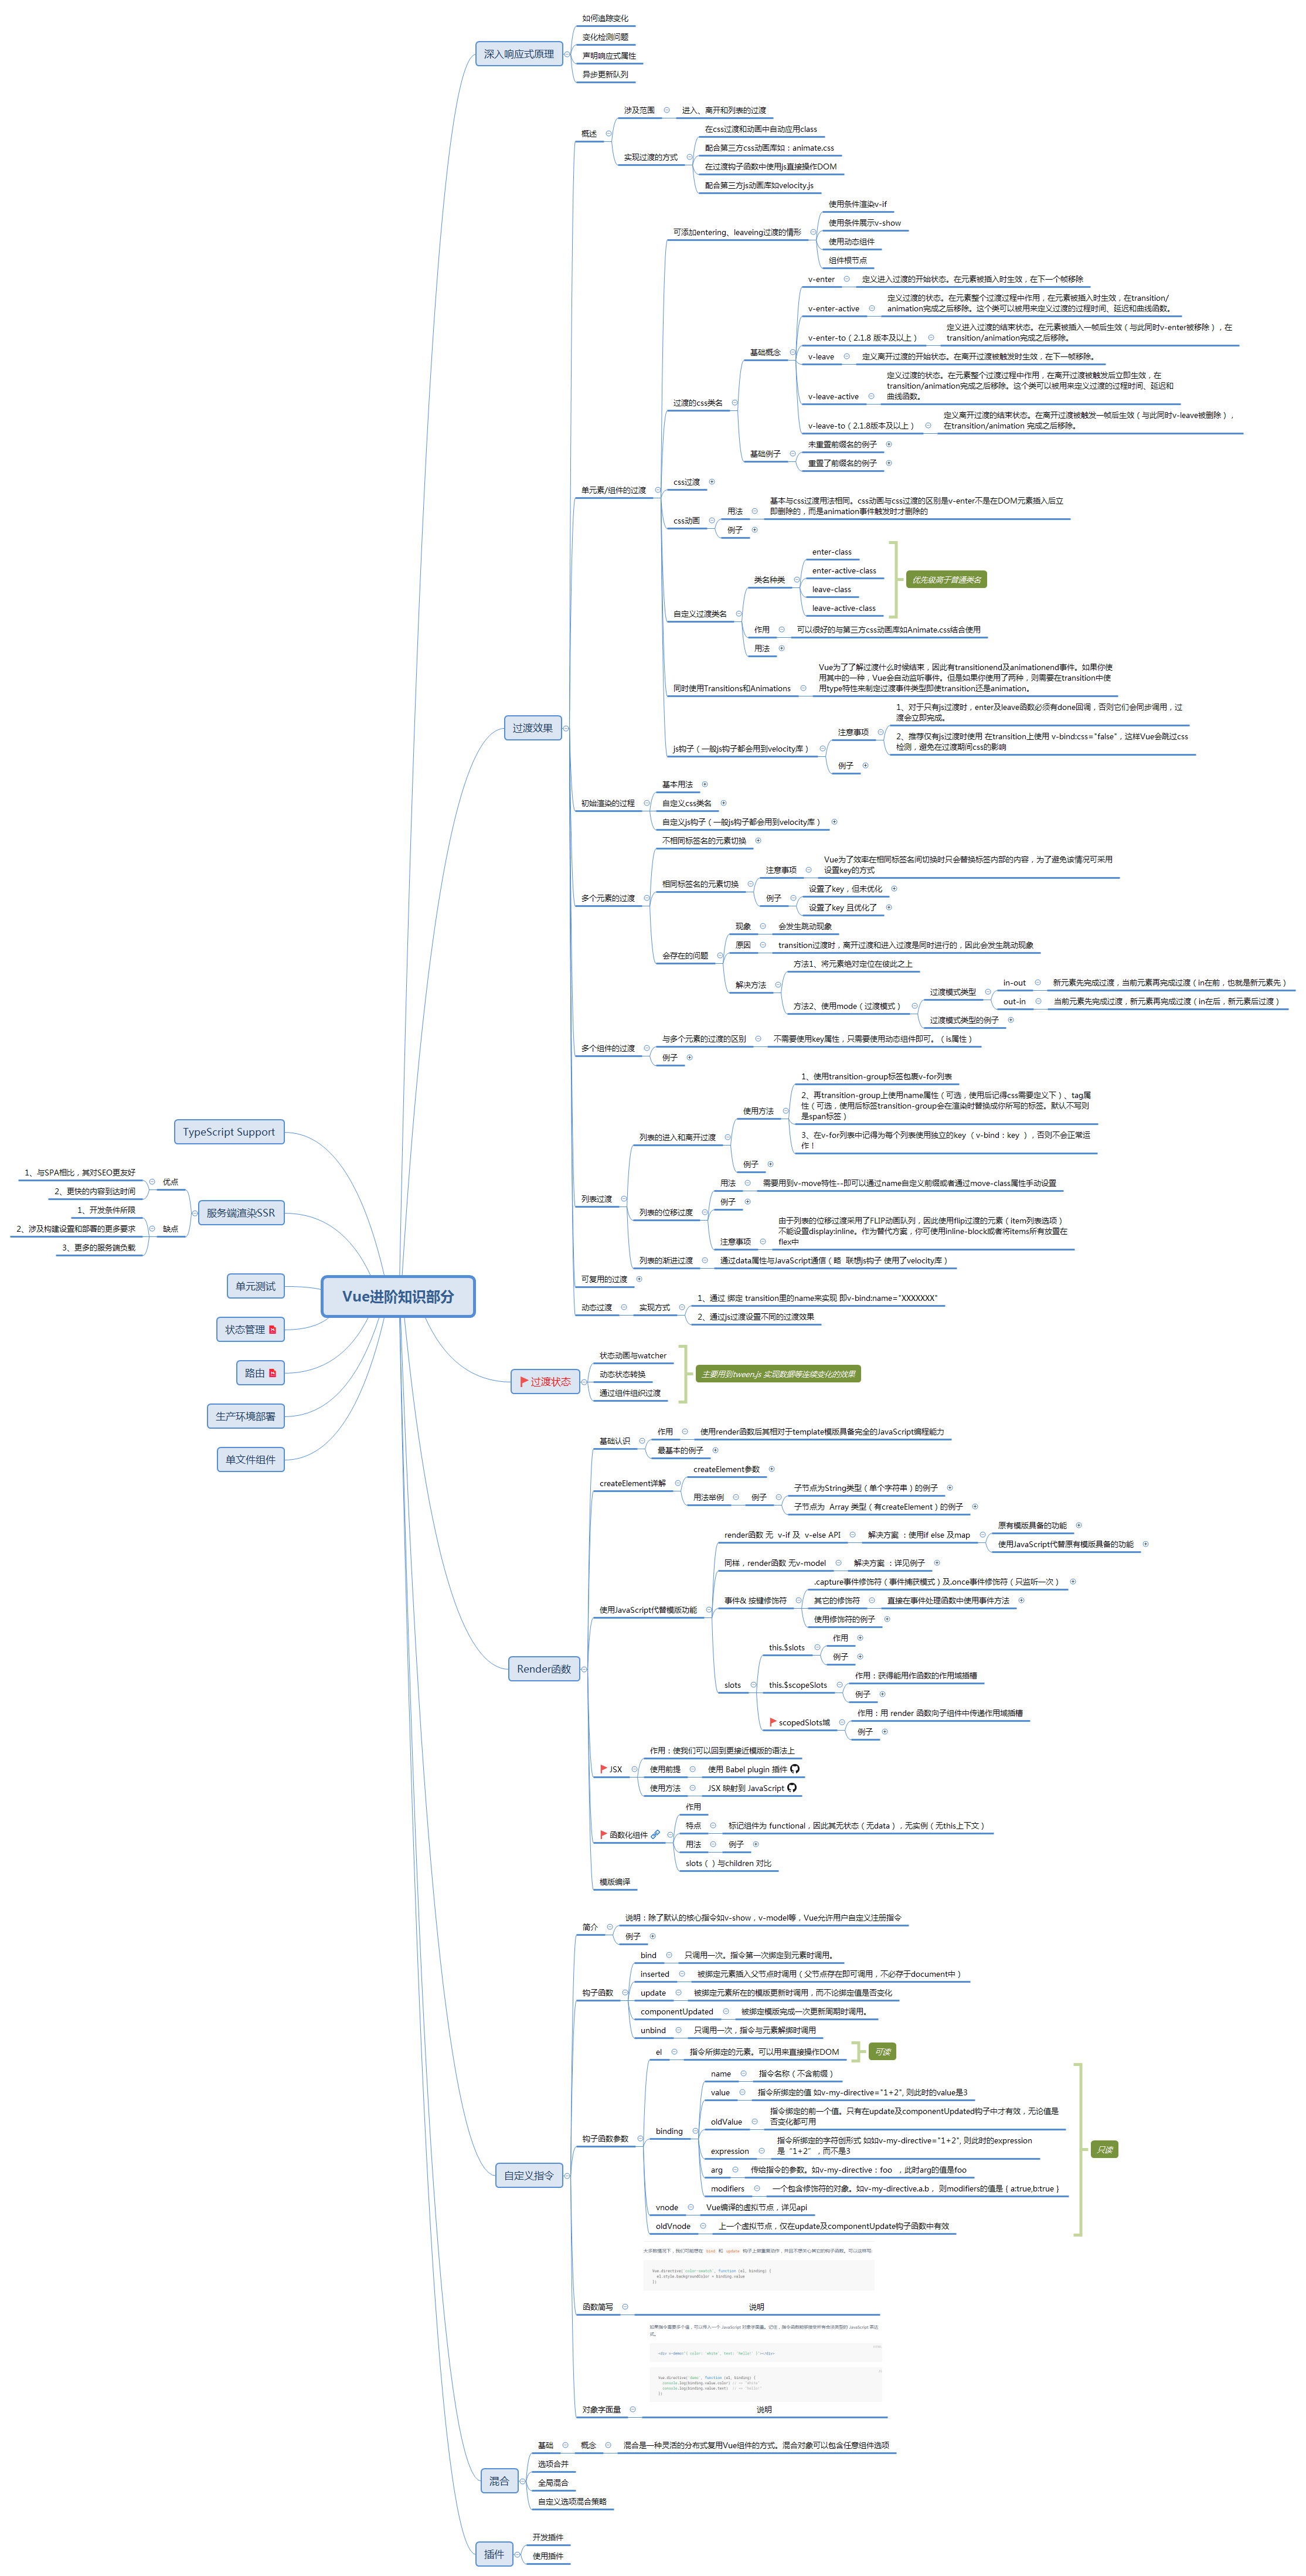 Vue进阶知识部分
深入响应式原理
如何追踪变化
变化检测问题
声明响应式属性
异步更新队列
过渡效果
概述
涉及范围
进入、离开和列表的过渡
实现过渡的方式
在css过渡和动画中自动应用class
配合第三方css动画库如：animate.css
在过渡钩子函数中使用js直接操作DOM
配合第三方js动画库如velocity.js
单元素/组件的过渡
可添加entering、leaveing过渡的情形
使用条件渲染v-if
使用条件展示v-show
使用动态组件
组件根节点
过渡的css类名
基础概念
v-enter
定义进入过渡的开始状态。在元素被插入时生效，在下一个帧移除
v-enter-active
定义过渡的状态。在元素整个过渡过程中作用，在元素被插入时生效，在transition/
animation完成之后移除。这个类可以被用来定义过渡的过程时间、延迟和曲线函数。
v-enter-to（2.1.8 版本及以上）
定义进入过渡的结束状态。在元素被插入一帧后生效（与此同时v-enter被移除），在
transition/animation完成之后移除。
v-leave
定义离开过渡的开始状态。在离开过渡被触发时生效，在下一帧移除。
v-leave-active
定义过渡的状态。在元素整个过渡过程中作用，在离开过渡被触发后立即生效，在
transition/animation完成之后移除。这个类可以被用来定义过渡的过程时间、延迟和
曲线函数。
v-leave-to（2.1.8版本及以上）
定义离开过渡的结束状态。在离开过渡被触发一帧后生效（与此同时v-leave被删除），
在transition/animation 完成之后移除。
基础例子
未重置前缀名的例子
重置了前缀名的例子
css过渡
css动画
用法
基本与css过渡用法相同。css动画与css过渡的区别是v-enter不是在DOM元素插入后立
即删除的，而是animation事件触发时才删除的
例子
自定义过渡类名
类名种类
enter-class
enter-active-class
leave-class
leave-active-class
优先级高于普通类名
作用
可以很好的与第三方css动画库如Animate.css结合使用
用法
同时使用Transitions和Animations
Vue为了了解过渡什么时候结束，因此有transitionend及animationend事件。如果你使
用其中的一种，Vue会自动监听事件。但是如果你使用了两种，则需要在transition中使
用type特性来制定过渡事件类型即使transition还是animation。
js钩子（一般js钩子都会用到velocity库）
注意事项
1、对于只有js过渡时，enter及leave函数必须有done回调，否则它们会同步调用，过
渡会立即完成。
2、推荐仅有js过渡时使用 在transition上使用 v-bind:css="false"，这样Vue会跳过css
检测，避免在过渡期间css的影响
例子
初始渲染的过程
基本用法
自定义css类名
自定义js钩子（一般js钩子都会用到velocity库）
多个元素的过渡
不相同标签名的元素切换
相同标签名的元素切换
注意事项
Vue为了效率在相同标签名间切换时只会替换标签内部的内容，为了避免该情况可采用
设置key的方式
例子
设置了key，但未优化
设置了key 且优化了
会存在的问题
现象
会发生跳动现象
原因
transition过渡时，离开过渡和进入过渡是同时进行的，因此会发生跳动现象
解决方法
方法1、将元素绝对定位在彼此之上
方法2、使用mode（过渡模式）
过渡模式类型
in-out
新元素先完成过渡，当前元素再完成过渡（in在前，也就是新元素先）
out-in
当前元素先完成过渡，新元素再完成过渡（in在后，新元素后过渡）
过渡模式类型的例子
多个组件的过渡
与多个元素的过渡的区别
不需要使用key属性，只需要使用动态组件即可。（is属性）
例子
列表过渡
列表的进入和离开过渡
使用方法
1、使用transition-group标签包裹v-for列表
2、再transition-group上使用name属性（可选，使用后记得css需要定义下）、tag属
性（可选，使用后标签transition-group会在渲染时替换成你所写的标签。默认不写则
是span标签）
3、在v-for列表中记得为每个列表使用独立的key（ v-bind：key ），否则不会正常运
作！
例子
列表的位移过度
用法
需要用到v-move特性--即可以通过name自定义前缀或者通过move-class属性手动设置
例子
注意事项
由于列表的位移过渡采用了FLIP动画队列，因此使用flip过渡的元素（item列表选项）
不能设置display:inline。作为替代方案，你可使用inline-block或者将items所有放置在
flex中
列表的渐进过渡
通过data属性与JavaScript通信（略 联想js钩子 使用了velocity库）
可复用的过渡
动态过渡
实现方式
1、通过 绑定 transition里的name来实现 即v-bind:name="XXXXXXX"
2、通过js过渡设置不同的过渡效果
TypeScript Support
服务端渲染SSR
优点
1、与SPA相比，其对SEO更友好
2、更快的内容到达时间
缺点
1、开发条件所限
2、涉及构建设置和部署的更多要求
3、更多的服务端负载
单元测试
状态管理
路由
生产环境部署
单文件组件
过渡状态
状态动画与watcher
动态状态转换
通过组件组织过渡
主要用到tween.js 实现数据等连续变化的效果
Render函数
基础认识
作用
使用render函数后其相对于template模版具备完全的JavaScript编程能力
最基本的例子
createElement详解
createElement参数
用法举例
例子
子节点为String类型（单个字符串）的例子
子节点为 Array 类型（有createElement）的例子
使用JavaScript代替模版功能
render函数 无 v-if 及 v-else API
解决方案 ：使用if else 及map
原有模版具备的功能
使用JavaScript代替原有模版具备的功能
同样，render函数 无v-model
解决方案 ：详见例子
事件& 按键修饰符
.capture事件修饰符（事件捕获模式）及.once事件修饰符（只监听一次）
其它的修饰符
直接在事件处理函数中使用事件方法
使用修饰符的例子
slots
this.$slots
作用
例子
this.$scopeSlots
作用：获得能用作函数的作用域插槽
例子
scopedSlots域
作用：用 render 函数向子组件中传递作用域插槽
例子
JSX
作用：使我们可以回到更接近模版的语法上
使用前提
使用 Babel plugin 插件
使用方法
JSX 映射到 JavaScript
函数化组件
作用
特点
标记组件为 functional，因此其无状态（无data），无实例（无this上下文）
用法
例子
slots（）与children 对比
模版编译
自定义指令
简介
说明：除了默认的核心指令如v-show，v-model等，Vue允许用户自定义注册指令
例子
钩子函数
bind
只调用一次。指令第一次绑定到元素时调用。
inserted
被绑定元素插入父节点时调用（父节点存在即可调用，不必存于document中）
update
被绑定元素所在的模版更新时调用，而不论绑定值是否变化
componentUpdated
被绑定模版完成一次更新周期时调用。
unbind
只调用一次，指令与元素解绑时调用
钩子函数参数
el
指令所绑定的元素。可以用来直接操作DOM
可读
binding
name
指令名称（不含前缀）
value
指令所绑定的值 如v-my-directive="1+2", 则此时的value是3
oldValue
指令绑定的前一个值。只有在update及componentUpdated钩子中才有效，无论值是
否变化都可用
expression
指令所绑定的字符创形式 如如v-my-directive="1+2", 则此时的expression
是“1+2”，而不是3
arg
传给指令的参数。如v-my-directive：foo ，此时arg的值是foo
modifiers
一个包含修饰符的对象。如v-my-directive.a.b， 则modifiers的值是 { a:true,b:true }
只读
vnode
Vue编译的虚拟节点，详见api
oldVnode
上一个虚拟节点，仅在update及componentUpdate钩子函数中有效
大多数情况下，我们可能想在 bind 和 update 钩子上做重复动作，并且不想关心其它的钩子函数。可以这样写:
Vue.directive('color-swatch', function (el, binding) {
el.style.backgroundColor = binding.value
})
函数简写
说明
如果指令需要多个值，可以传入一个 JavaScript 对象字面量。记住，指令函数能够接受所有合法类型的 JavaScript 表达
式。
<div v-demo="{ color: 'white', text: 'hello!' }"></div>
Vue.directive('demo', function (el, binding) {
console.log(binding.value.color) // => "white"
console.log(binding.value.text) // => "hello!"
})
对象字面量
说明
混合
基础
概念
混合是一种灵活的分布式复用Vue组件的方式。混合对象可以包含任意组件选项
选项合并
全局混合
自定义选项混合策略
插件
开发插件
使用插件